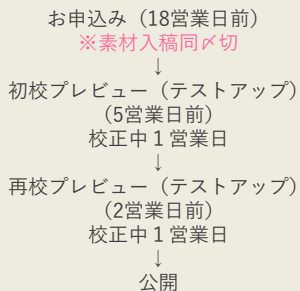 お申込み（18営業日前）
※素材入稿同〆切
↓
初校プレビュー（テストアップ）
（5営業日前）
校正中１営業日
↓
再校プレビュー（テストアップ）
（2営業日前）
校正中１営業日
↓
公開